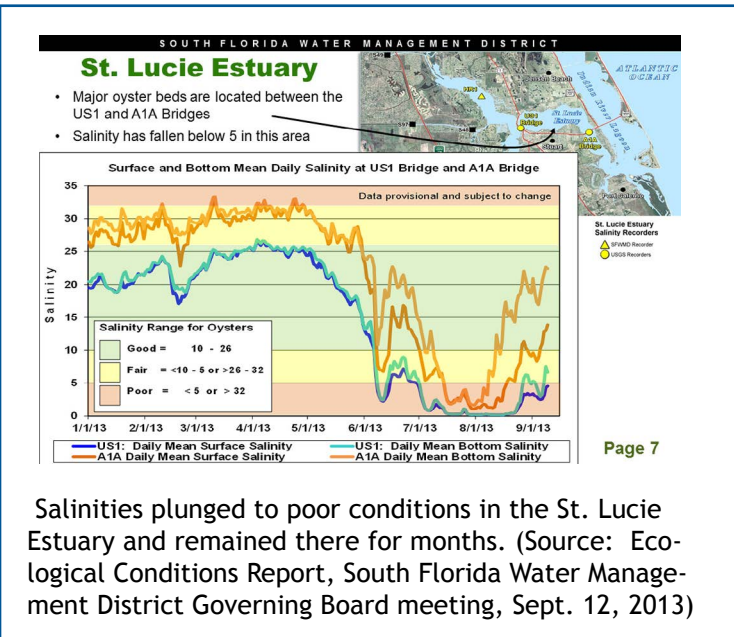 SOUTH FLORIDA WATER MANAGEMENT DISTRICT
St. Lucie Estuary
• Major oyster beds are located between the
US1 and A1A Bridges
• Salinity has fallen below 5 in this area
ATLANTIC
OCEAN
Indian River Lagoon
Jensen Beach
HR1
US1
Bridge
St Lucie
Estuary
A1A
Bridge
S97
S48
Stuart
St. Lucie Estuary
Salinity Recorders
SFWMD Recorder
USGS Recorders
Surface and Bottom Mean Daily Salinity at US1 Bridge and A1A Bridge
Data provisional and subject to change
Salinity
35
30
25
20
15
10
5
0
Salinity Range for Oysters
Good = 10 - 26
Fair = <10 - 5 or >26 - 32
Poor = < 5 or > 32
1/1/13 2/1/13 3/1/13 4/1/13 5/1/13 6/1/13 7/1/13 8/1/13 9/1/13
US1: Daily Mean Surface Salinity US1: Daily Mean Bottom Salinity
A1A Daily Mean Surface Salinity A1A Daily Mean Bottom Salinity
Page 7
Salinities plunged to poor conditions in the St. Lucie
Estuary and remained there for months. (Source: Eco-
logical Conditions Report, South Florida Water Manage-
ment District Governing Board meeting, Sept. 12, 2013)